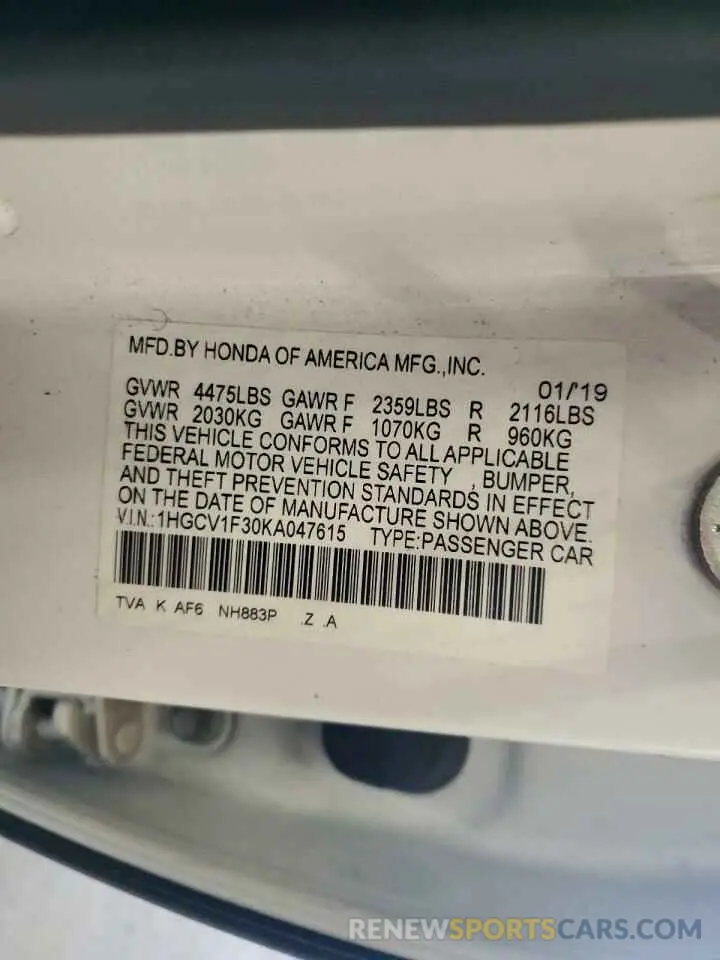 MFD.BY HONDA OF AMERICA MFG.,INC. 01/'19
GVWR 4475LBS GAWR F 2359LBS R 2116LBS
GVWR 2030KG GAWR F 1070KG R 960KG
THIS VEHICLE CONFORMS TO ALL APPLICABLE
FEDERAL MOTOR VEHICLE SAFETY , BUMPER,
AND THEFT PREVENTION STANDARDS IN EFFECT
ON THE DATE OF MANUFACTURE SHOWN ABOVE.
V.I.N.:1HGCV1F30KA047615 TYPE:PASSENGER CAR
TVA K AF6 NH883P .Z .A
RENEWSPORTSCARS.COM